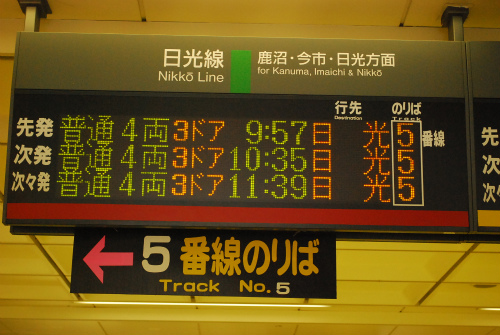 日光線 鹿沼・今市・日光方面
Nikkō Line for Kanuma, Imaichi & Nikkō
行先 のりば
Destination Track
先発 普通 4両 3ドア 9:57 日光 5 番線
次発 普通 4両 3ドア 10:35 日光 5
次々発 普通 4両 3ドア 11:39 日光 5
先
次
次々
← 5 番線のりば
Track No. 5